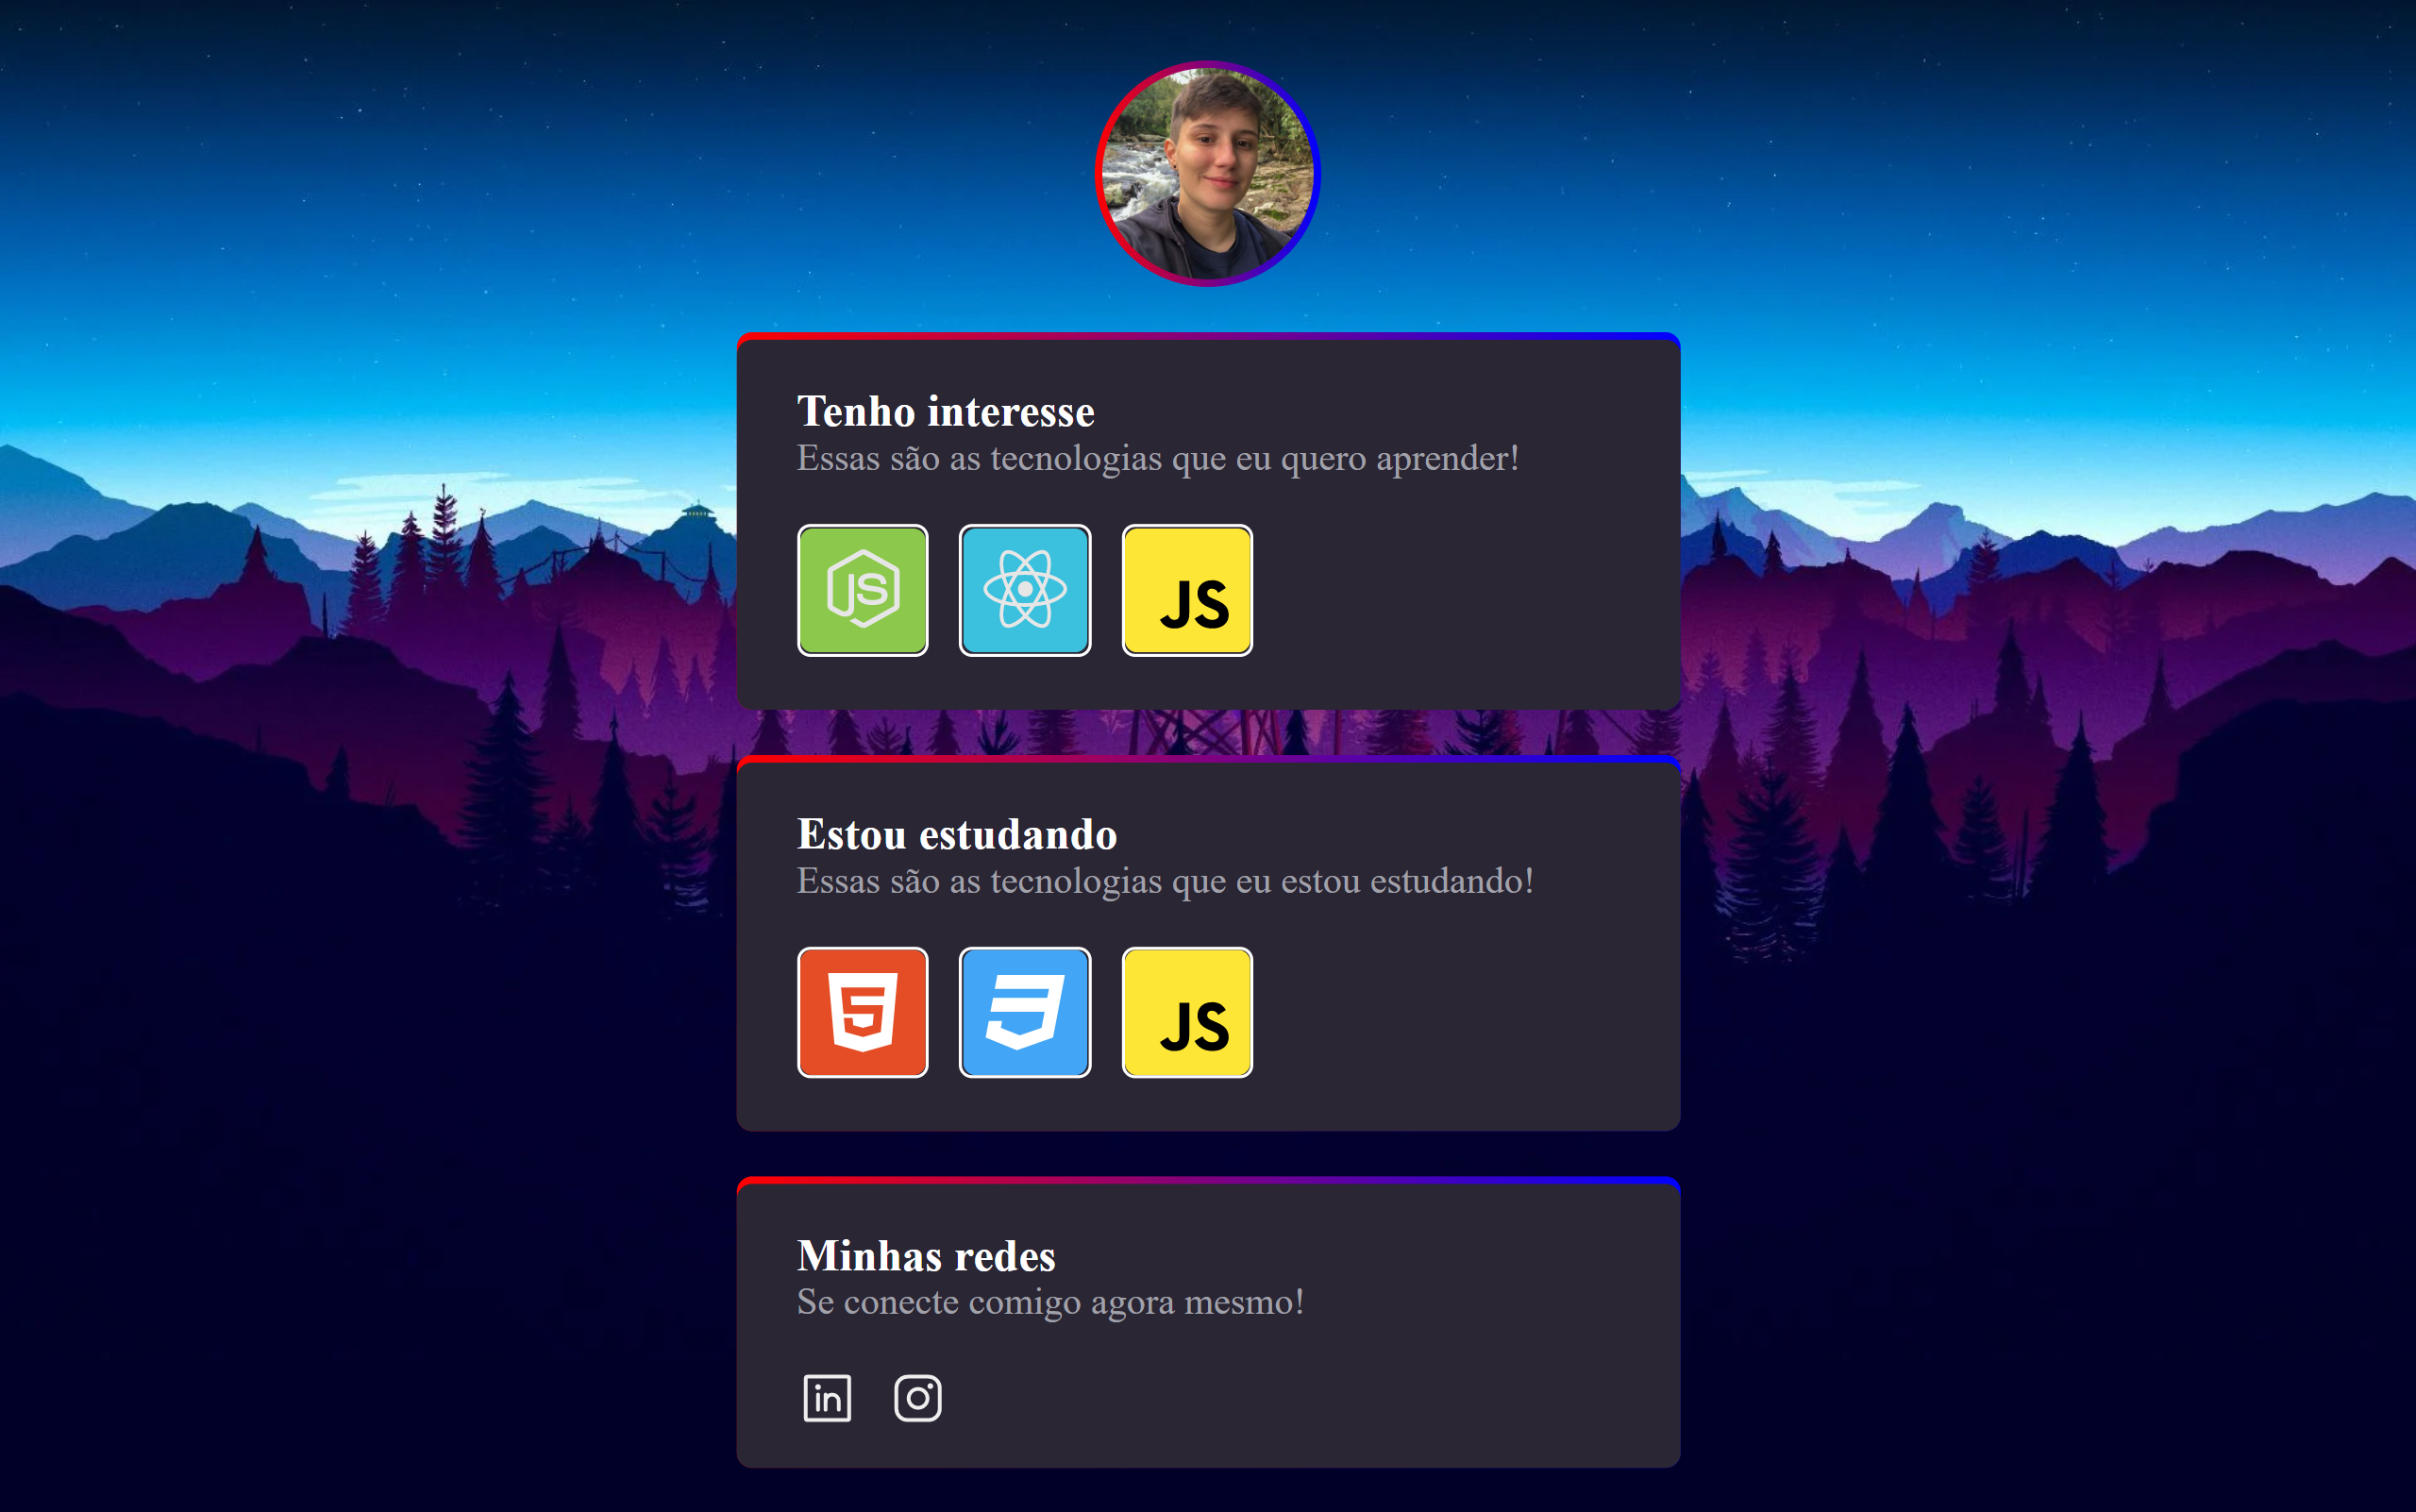 Tenho interesse
Essas são as tecnologias que eu quero aprender!
JS
JS
Estou estudando
Essas são as tecnologias que eu estou estudando!
5
3
JS
Minhas redes
Se conecte comigo agora mesmo!
in